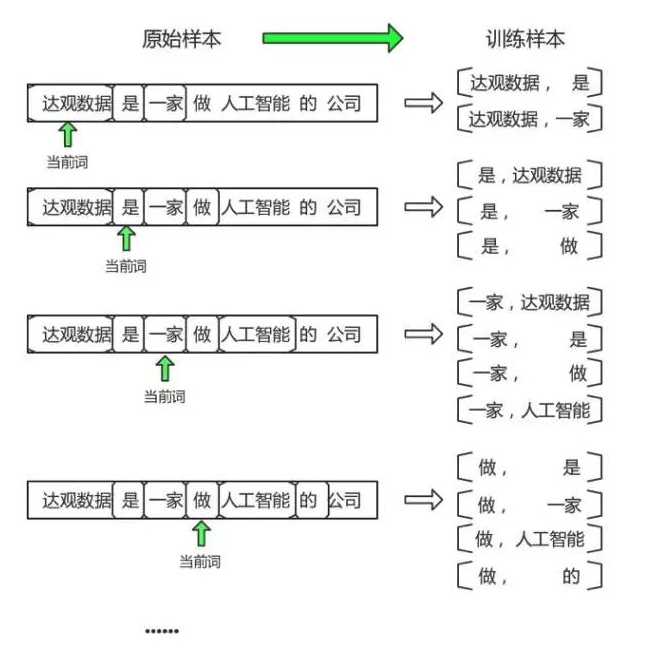 原始样本 训练样本
达观数据 是 一家 做 人工智能 的 公司
当前词
达观数据， 是
达观数据，一家
达观数据 是 一家 做 人工智能 的 公司
当前词
是，达观数据
是， 一家
是， 做
达观数据 是 一家 做 人工智能 的 公司
当前词
一家，达观数据
一家， 是
一家， 做
一家，人工智能
达观数据 是 一家 做 人工智能 的 公司
当前词
做， 是
做， 一家
做，人工智能
做， 的
……